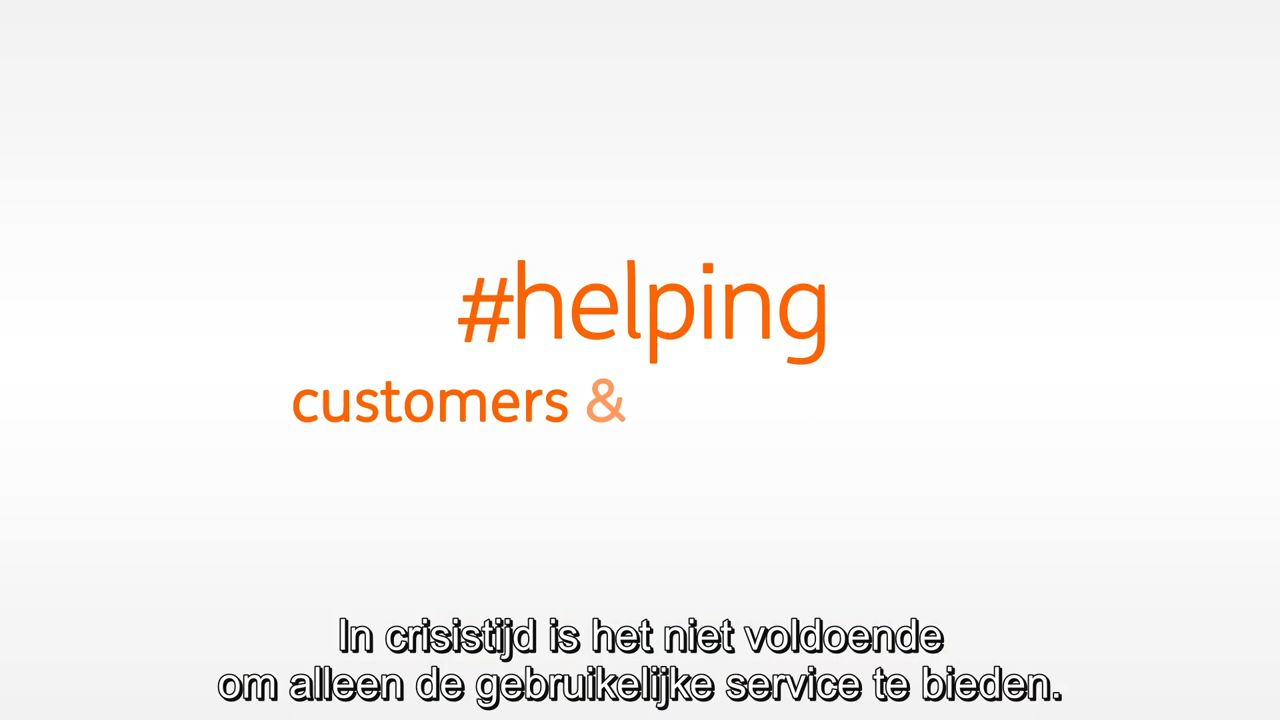 #helping
customers &
In crisistijd is het niet voldoende
om alleen de gebruikelijke service te bieden.